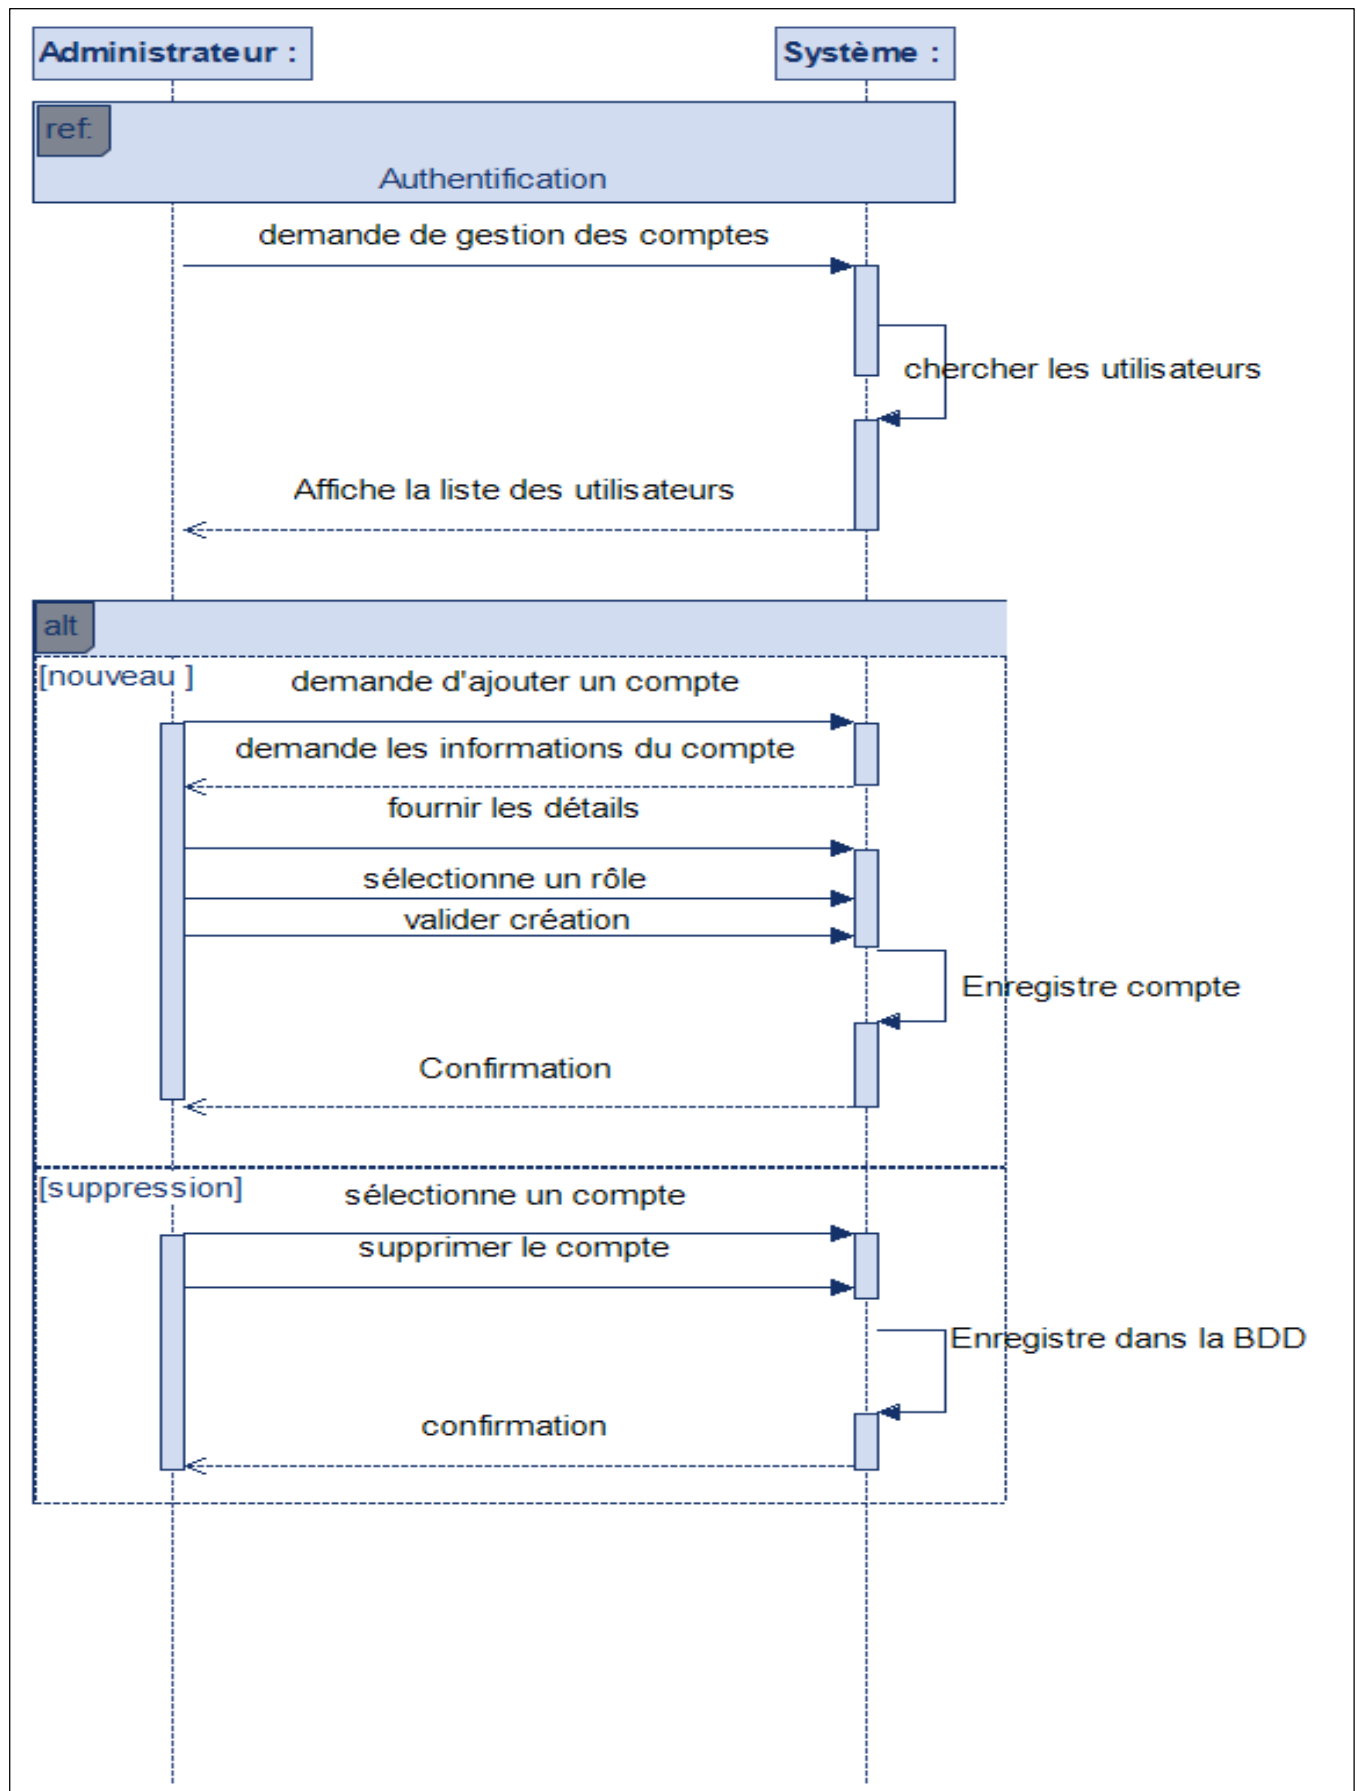 Administrateur :
Système :
ref:
Authentification
demande de gestion des comptes
chercher les utilisateurs
Affiche la liste des utilisateurs
alt
[nouveau ]
demande d'ajouter un compte
demande les informations du compte
fournir les détails
sélectionne un rôle
valider création
Enregistre compte
Confirmation
[suppression]
sélectionne un compte
supprimer le compte
Enregistre dans la BDD
confirmation